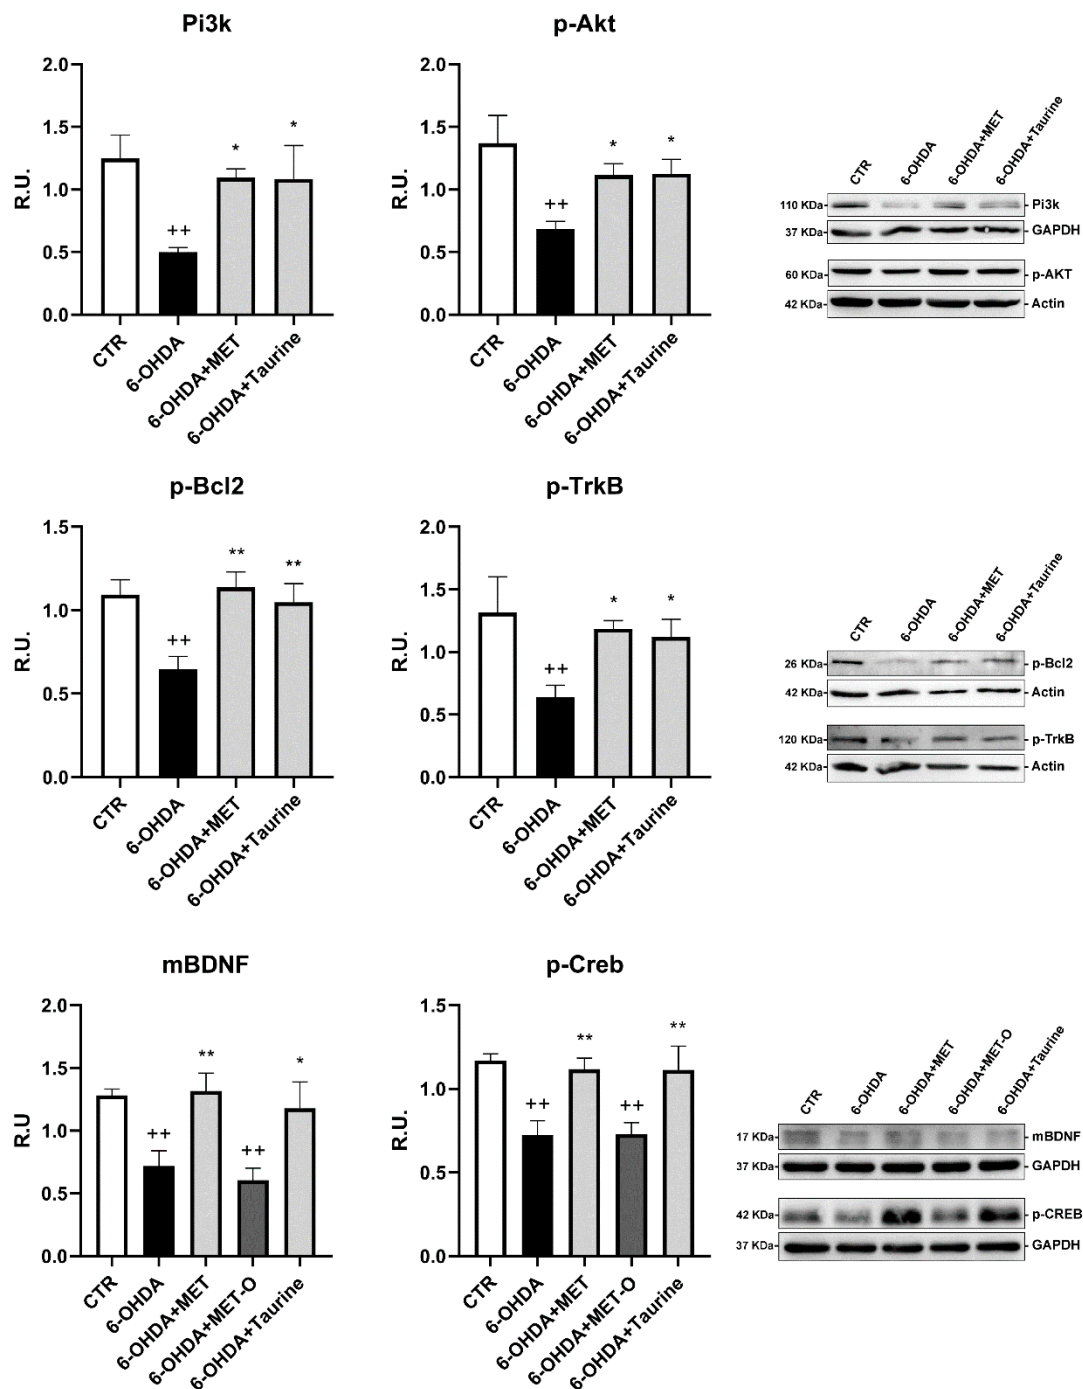 Pi3k
2.0
1.5
1.0
0.5
0.0
R.U.
++
*
*
CTR
6-OHDA
6-OHDA+MET
6-OHDA+Taurine
p-Akt
2.0
1.5
1.0
0.5
0.0
R.U.
++
*
*
CTR
6-OHDA
6-OHDA+MET
6-OHDA+Taurine
CTR
6-OHDA
6-OHDA+MET
6-OHDA+Taurine
110 KDa Pi3k
37 KDa GAPDH
60 KDa p-AKT
42 KDa Actin
p-Bcl2
1.5
1.0
0.5
0.0
R.U.
++
**
**
CTR
6-OHDA
6-OHDA+MET
6-OHDA+Taurine
p-TrkB
2.0
1.5
1.0
0.5
0.0
R.U.
++
*
*
CTR
6-OHDA
6-OHDA+MET
6-OHDA+Taurine
CTR
6-OHDA
6-OHDA+MET
6-OHDA+Taurine
26 KDa p-Bcl2
42 KDa Actin
120 KDa p-TrkB
42 KDa Actin
mBDNF
2.0
1.5
1.0
0.5
0.0
R.U
++
**
++
*
CTR
6-OHDA
6-OHDA+MET
6-OHDA+MET-O
6-OHDA+Taurine
p-Creb
1.5
1.0
0.5
0.0
R.U.
++
**
++
**
CTR
6-OHDA
6-OHDA+MET
6-OHDA+MET-O
6-OHDA+Taurine
CTR
6-OHDA
6-OHDA+MET
6-OHDA+MET-O
6-OHDA+Taurine
17 KDa mBDNF
37 KDa GAPDH
42 KDa p-CREB
37 KDa GAPDH